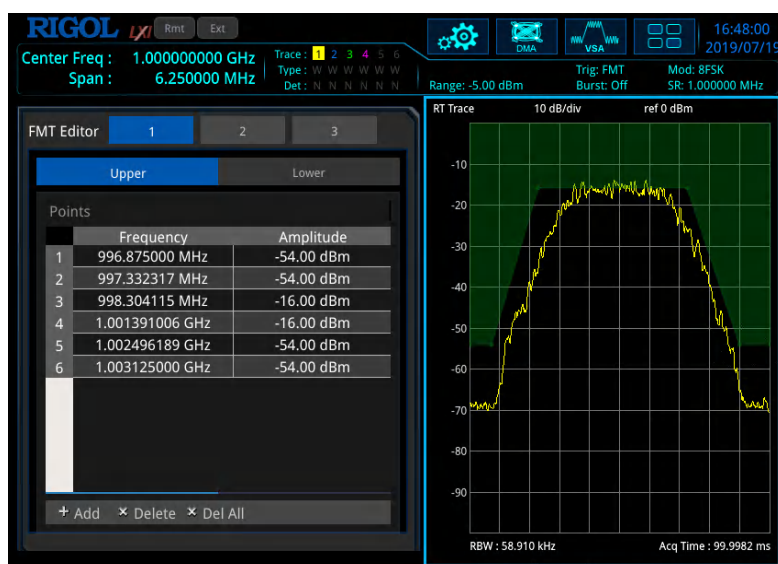 RIGOL LXI Rmt Ext
DMA
VSA
16:48:00
2019/07/19
Center Freq : 1.000000000 GHz
Span : 6.250000 MHz
Trace : 1 2 3 4 5 6
Type : W W W W W W
Det : N N N N N N
Range: -5.00 dBm
Trig: FMT
Burst: Off
Mod: 8FSK
SR: 1.000000 MHz
FMT Editor 1 2 3
Upper Lower
Points
Frequency Amplitude
1 996.875000 MHz -54.00 dBm
2 997.332317 MHz -54.00 dBm
3 998.304115 MHz -16.00 dBm
4 1.001391006 GHz -16.00 dBm
5 1.002496189 GHz -54.00 dBm
6 1.003125000 GHz -54.00 dBm
+ Add × Delete × Del All
RT Trace 10 dB/div ref 0 dBm
-10
-20
-30
-40
-50
-60
-70
-80
-90
RBW : 58.910 kHz Acq Time : 99.9982 ms